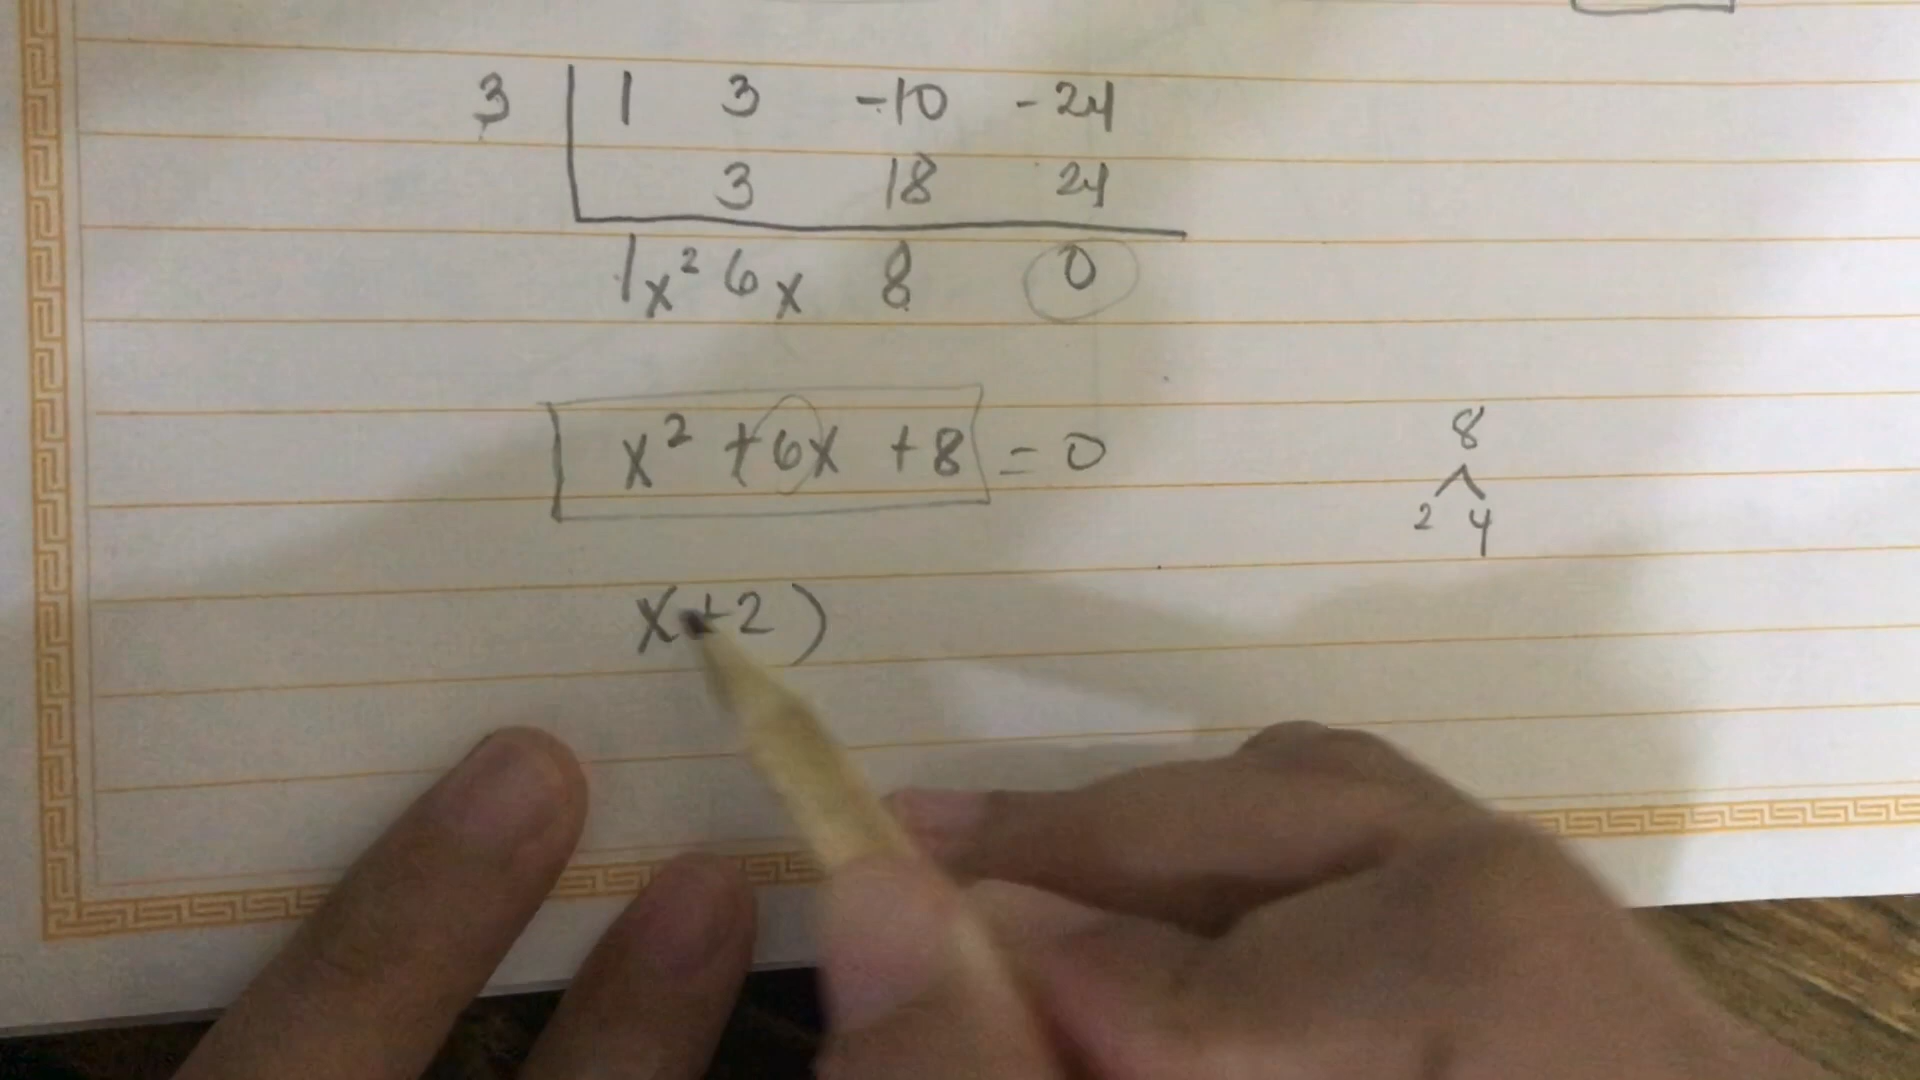 3 1 3 -10 -24
3 18 24
1x² 6x 8 0
x² +6x +8 = 0
8
2 4
x+2)